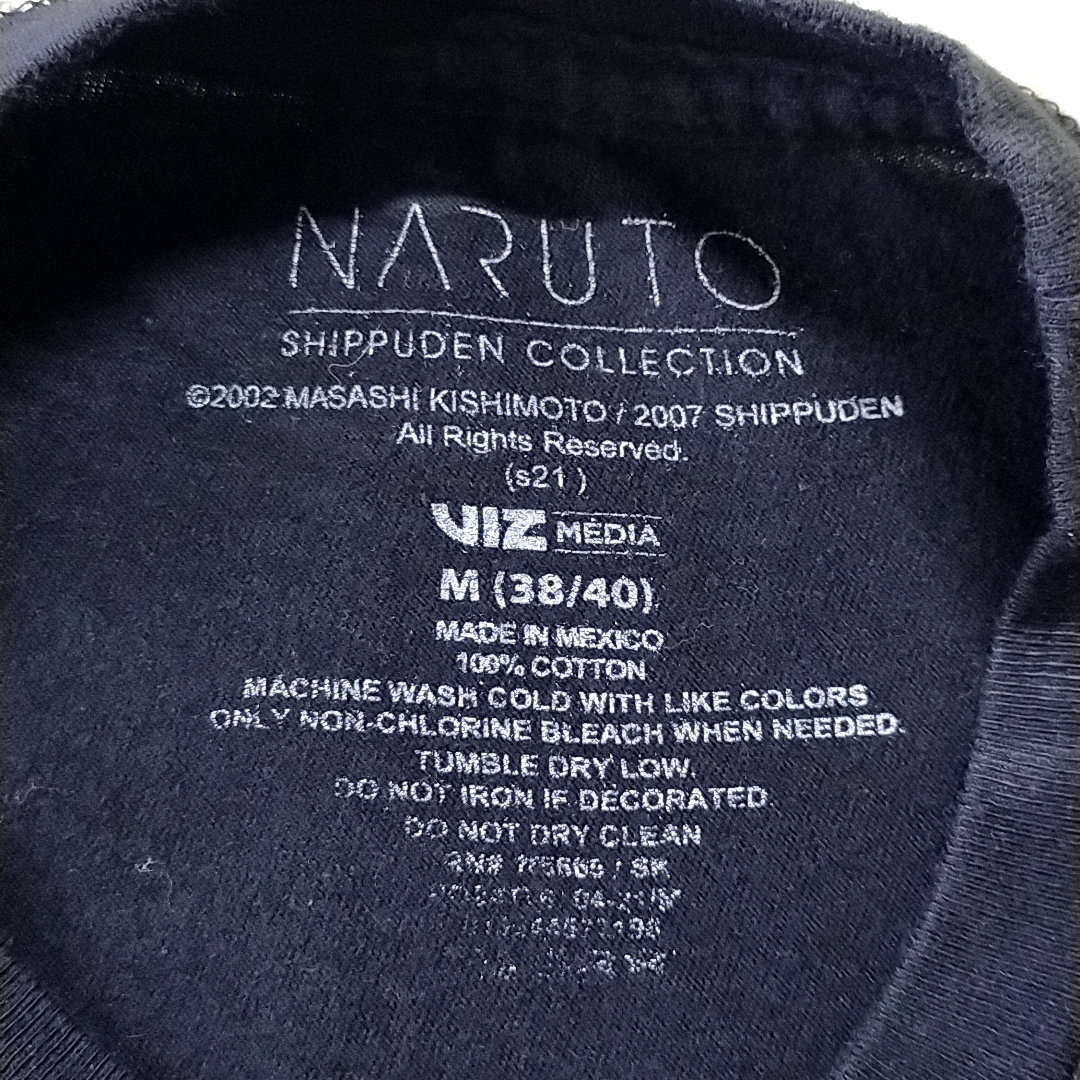 NARUTO
SHIPPUDEN COLLECTION
©2002 MASASHI KISHIMOTO / 2007 SHIPPUDEN
All Rights Reserved.
(s21 )
VIZ MEDIA
M (38/40)
MADE IN MEXICO
100% COTTON
MACHINE WASH COLD WITH LIKE COLORS
ONLY NON-CHLORINE BLEACH WHEN NEEDED.
TUMBLE DRY LOW.
DO NOT IRON IF DECORATED.
DO NOT DRY CLEAN
RN# / SK